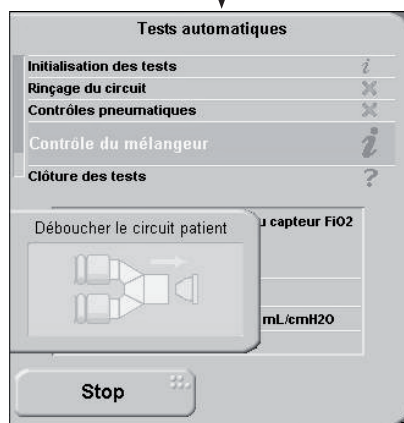 Tests automatiques
Initialisation des tests
Rinçage du circuit
Contrôles pneumatiques
Contrôle du mélangeur
Clôture des tests
Déboucher le circuit patient
u capteur FiO2
mL/cmH2O
Stop